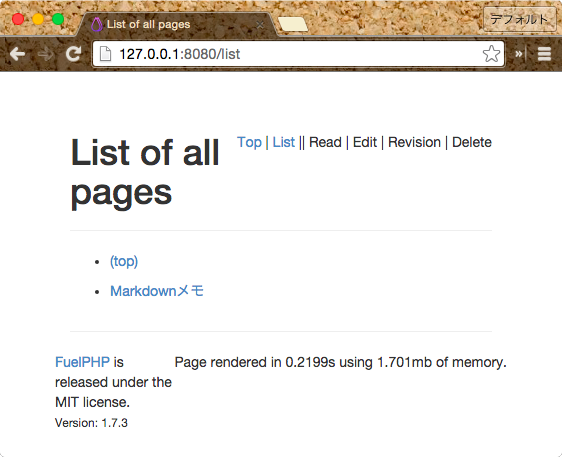 List of all pages
デフォルト
127.0.0.1:8080/list
Top | List || Read | Edit | Revision | Delete
List of all
pages
(top)
Markdownメモ
FuelPHP is
released under the
MIT license.
Version: 1.7.3
Page rendered in 0.2199s using 1.701mb of memory.